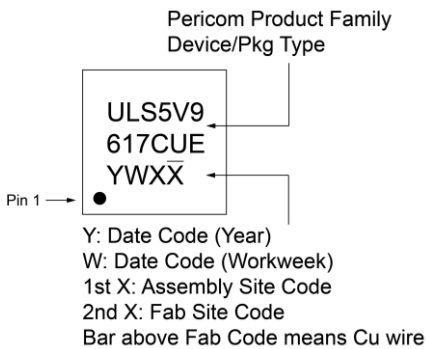 Pericom Product Family
Device/Pkg Type
ULS5V9
617CUE
YWXX̅
Pin 1
Y: Date Code (Year)
W: Date Code (Workweek)
1st X: Assembly Site Code
2nd X: Fab Site Code
Bar above Fab Code means Cu wire